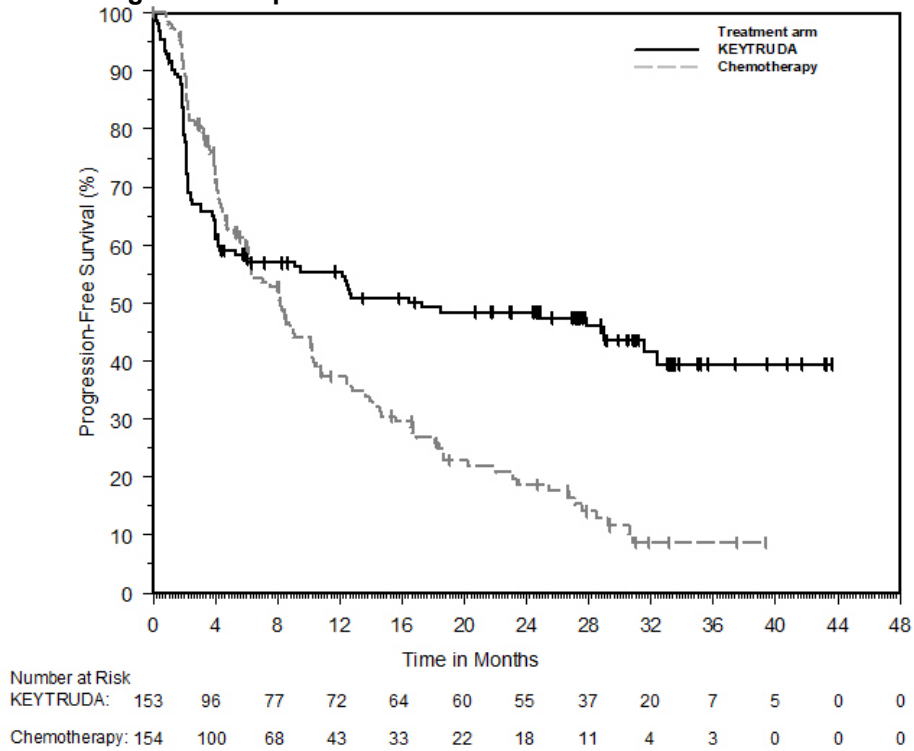 Treatment arm
KEYTRUDA
Chemotherapy
Progression-Free Survival (%)
100
90
80
70
60
50
40
30
20
10
0
0 4 8 12 16 20 24 28 32 36 40 44 48
Time in Months
Number at Risk
KEYTRUDA: 153 96 77 72 64 60 55 37 20 7 5 0 0
Chemotherapy: 154 100 68 43 33 22 18 11 4 3 0 0 0